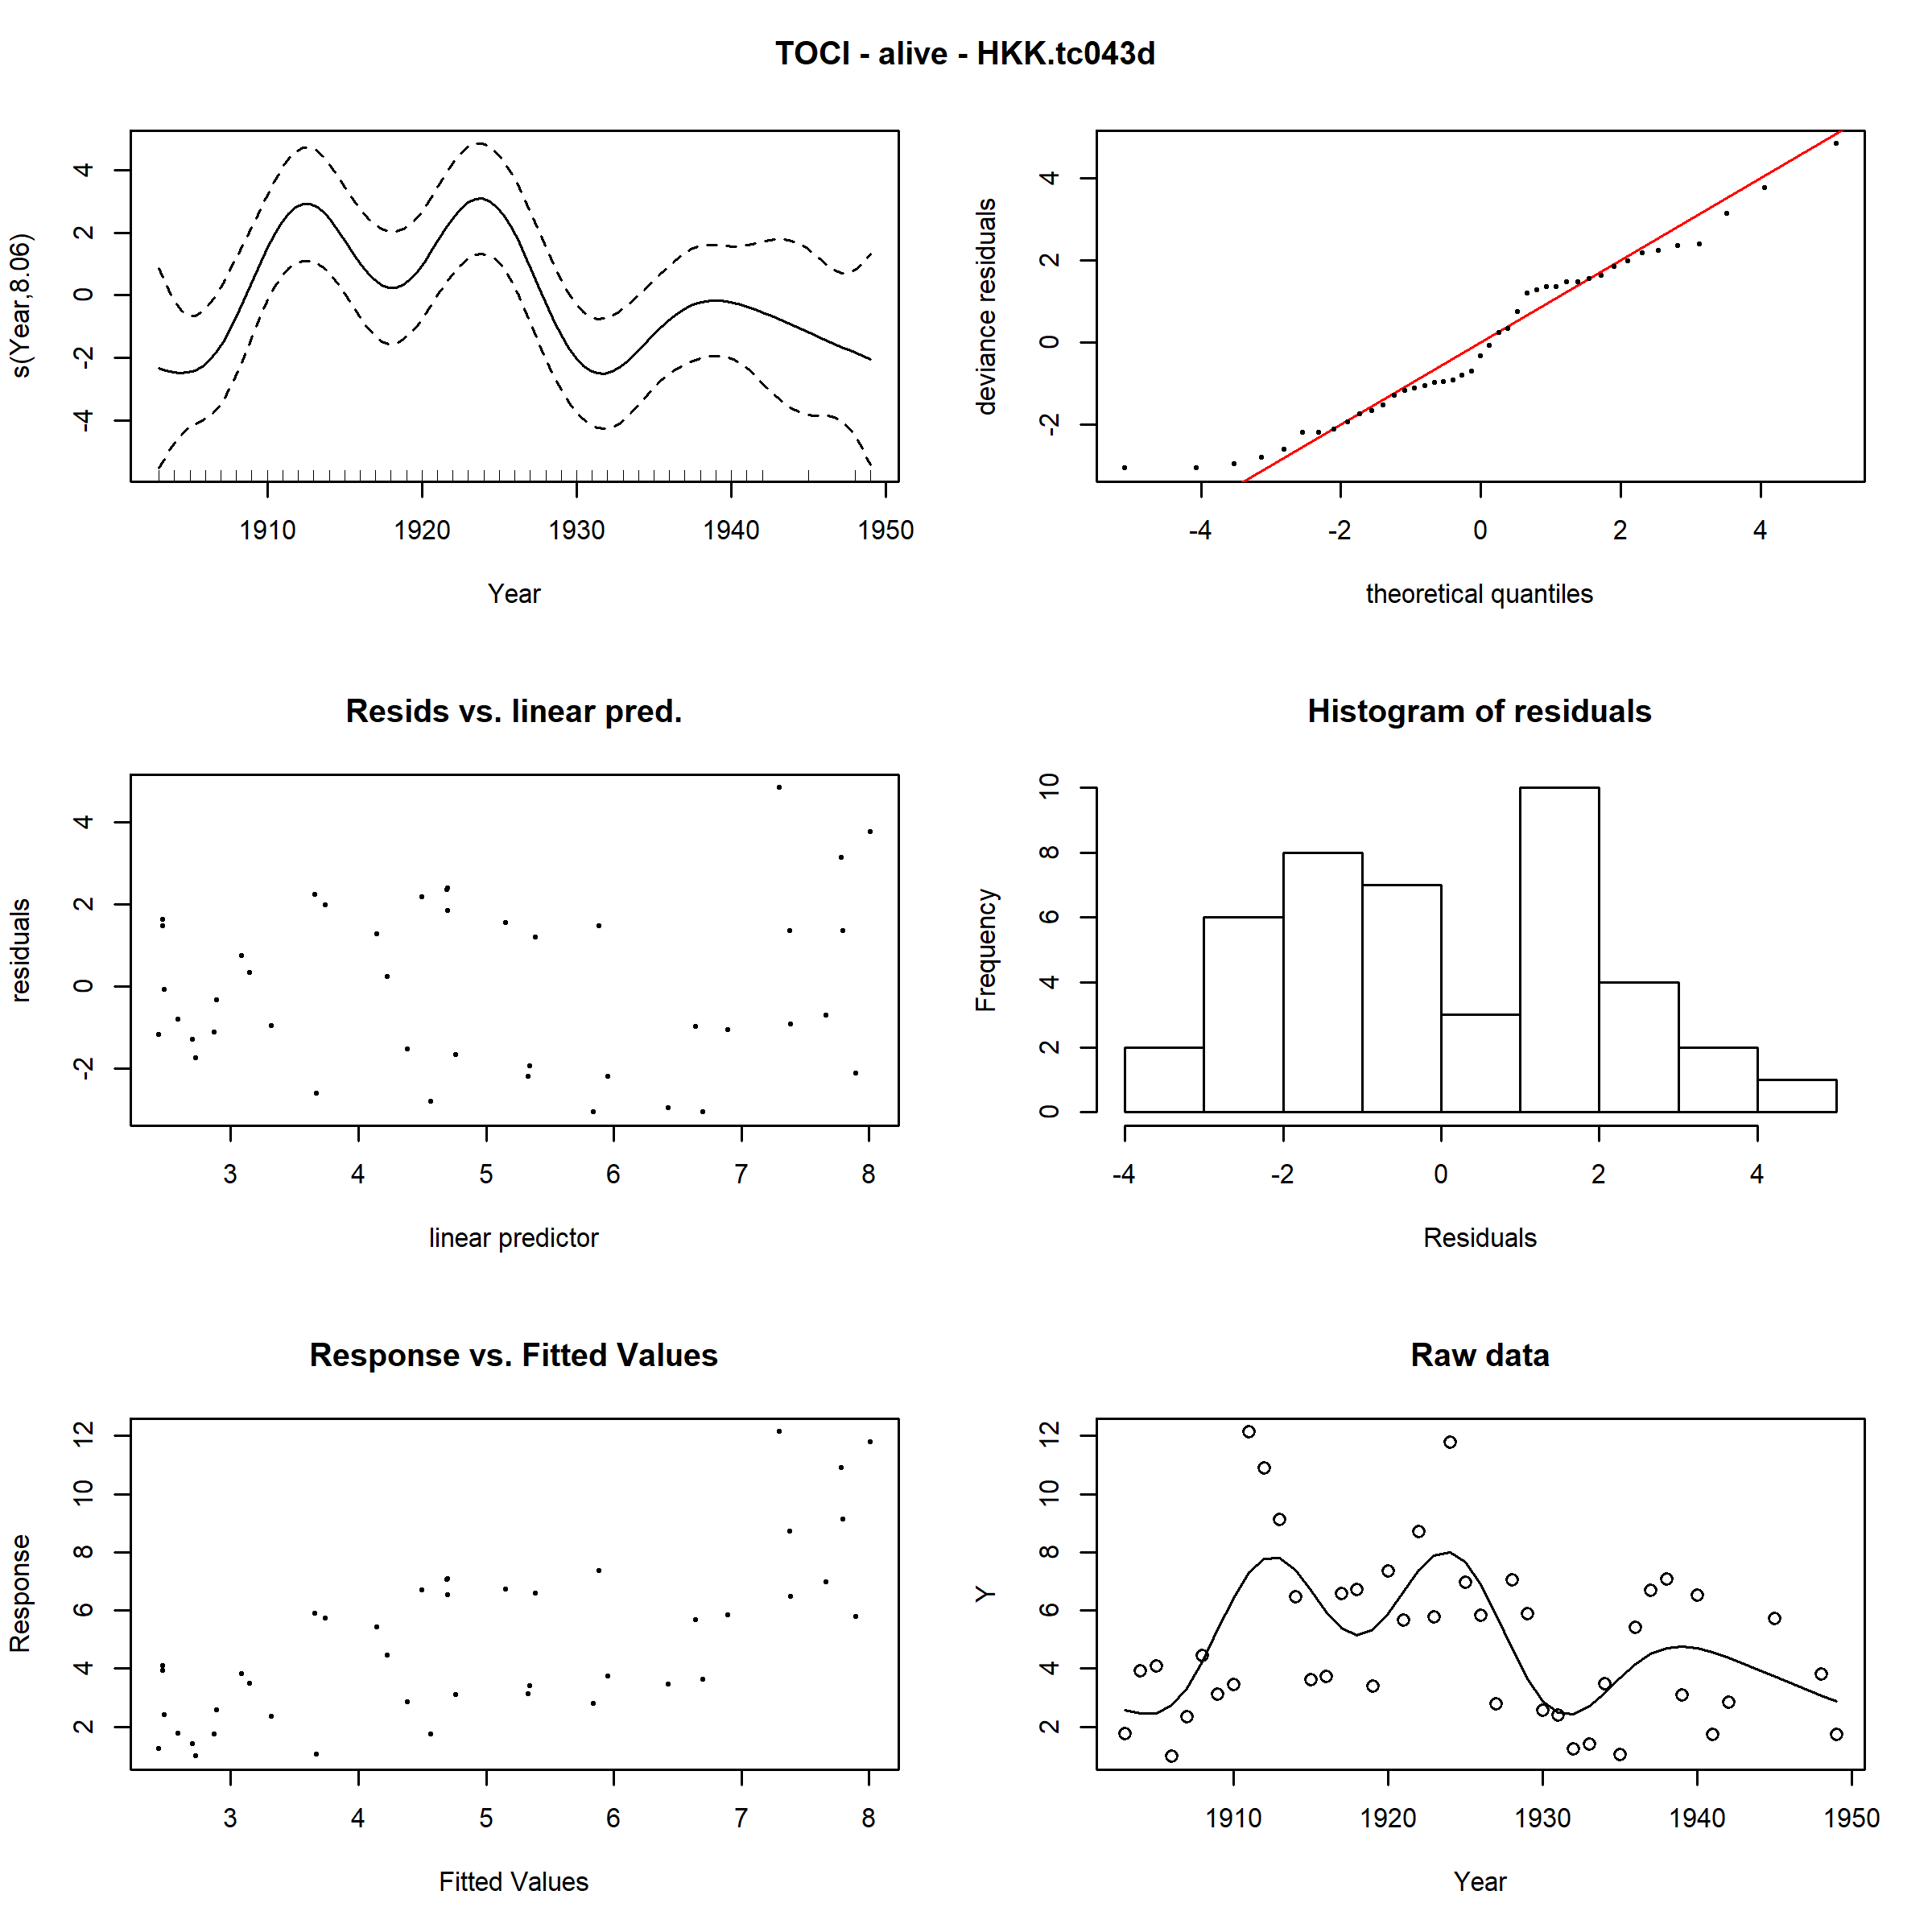 TOCI - alive - HKK.tc043d
s(Year,8.06)
4
2
0
-2
-4
1910 1920 1930 1940 1950
Year
deviance residuals
4
2
0
-2
-4 -2 0 2 4
theoretical quantiles
Resids vs. linear pred.
residuals
4
2
0
-2
3 4 5 6 7 8
linear predictor
Histogram of residuals
Frequency
10
8
6
4
2
0
-4 -2 0 2 4
Residuals
Response vs. Fitted Values
Response
12
10
8
6
4
2
3 4 5 6 7 8
Fitted Values
Raw data
Y
12
10
8
6
4
2
1910 1920 1930 1940 1950
Year